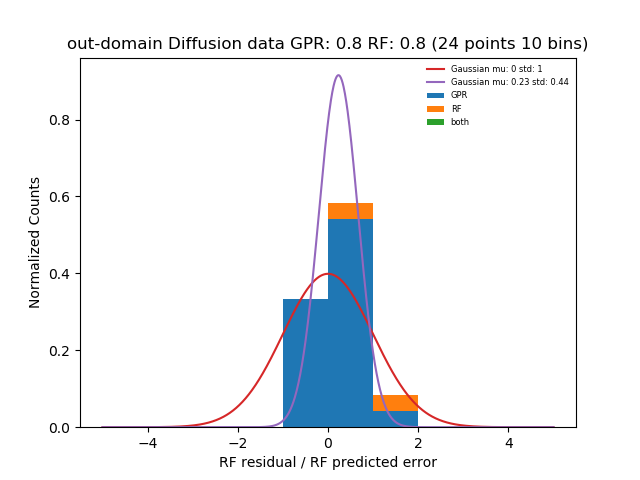 out-domain Diffusion data GPR: 0.8 RF: 0.8 (24 points 10 bins)
Gaussian mu: 0 std: 1
Gaussian mu: 0.23 std: 0.44
GPR
RF
both
Normalized Counts
0.8
0.6
0.4
0.2
0.0
−4
−2
0
2
4
RF residual / RF predicted error